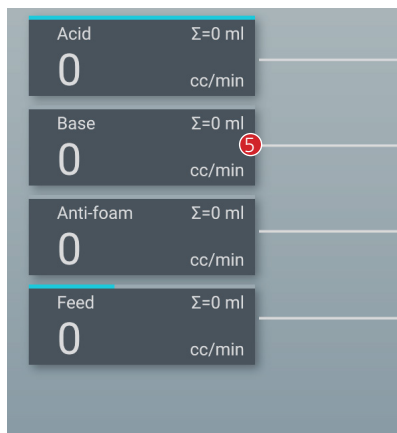 Acid Σ=0 ml
0 cc/min
Base Σ=0 ml
5
0 cc/min
Anti-foam Σ=0 ml
0 cc/min
Feed Σ=0 ml
0 cc/min